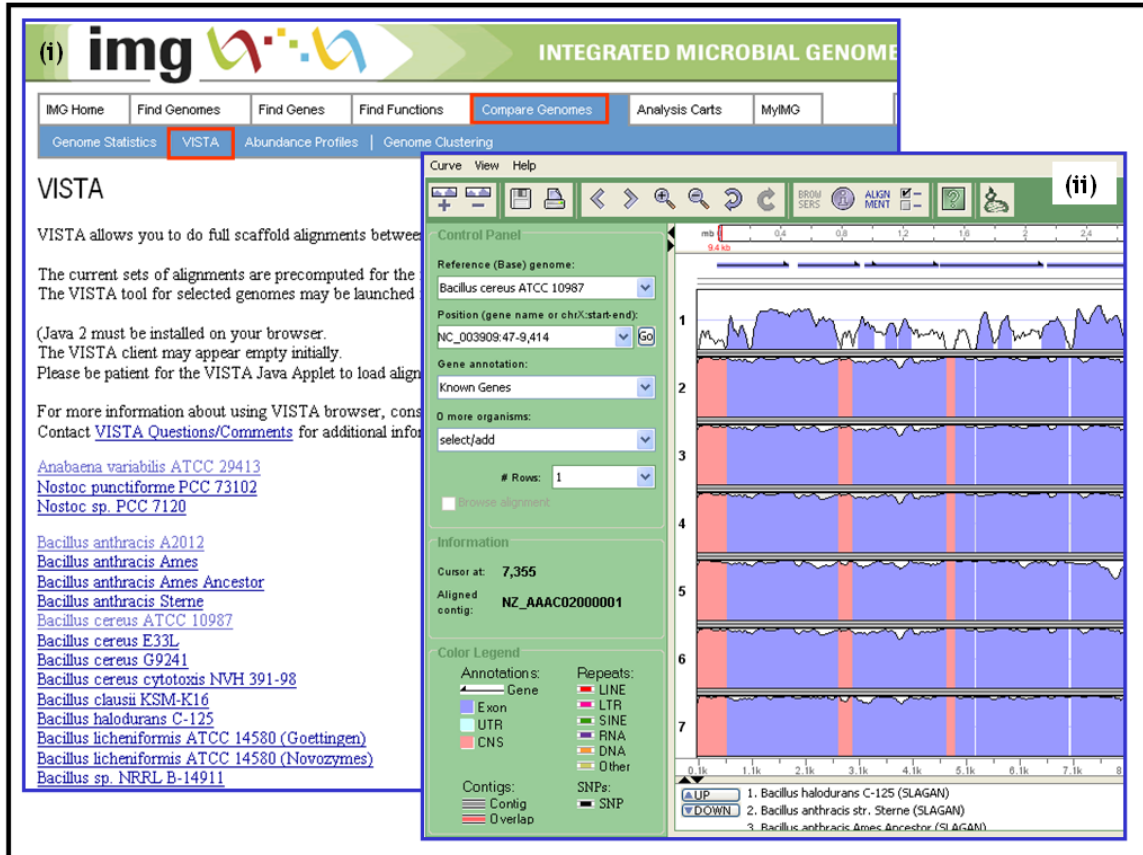 (i) img INTEGRATED MICROBIAL GENOME
IMG Home Find Genomes Find Genes Find Functions Compare Genomes Analysis Carts MyIMG
Genome Statistics VISTA Abundance Profiles | Genome Clustering
VISTA
VISTA allows you to do full scaffold alignments between
The current sets of alignments are precomputed for the
The VISTA tool for selected genomes may be launched
(Java 2 must be installed on your browser.
The VISTA client may appear empty initially.
Please be patient for the VISTA Java Applet to load align
For more information about using VISTA browser, cons
Contact VISTA Questions/Comments for additional infor
Anabaena variabilis ATCC 29413
Nostoc punctiforme PCC 73102
Nostoc sp. PCC 7120
Bacillus anthracis A2012
Bacillus anthracis Ames
Bacillus anthracis Ames Ancestor
Bacillus anthracis Sterne
Bacillus cereus ATCC 10987
Bacillus cereus E33L
Bacillus cereus G9241
Bacillus cereus cytotoxis NVH 391-98
Bacillus clausii KSM-K16
Bacillus halodurans C-125
Bacillus licheniformis ATCC 14580 (Goettingen)
Bacillus licheniformis ATCC 14580 (Novozymes)
Bacillus sp. NRRL B-14911
Curve View Help
(ii)
BROW SERS ALIGN MENT
Control Panel
Reference (Base) genome:
Bacillus cereus ATCC 10987
Position (gene name or chrX:start-end):
NC_003909:47-9,414 Go
Gene annotation:
Known Genes
0 more organisms:
select/add
# Rows: 1
Browse alignment
Information
Cursor at: 7,355
Aligned contig: NZ_AAAC02000001
Color Legend
Annotations: Repeats:
Gene LINE
Exon LTR
UTR SINE
CNS RNA
DNA
Other
Contigs: SNPs:
Contig SNP
Overlap
mb 0.4 0.8 1.2 1.6 2 2.4
9.4 kb
1
2
3
4
5
6
7
0.1k 1.1k 2.1k 3.1k 4.1k 5.1k 6.1k 7.1k 8
UP 1. Bacillus halodurans C-125 (SLAGAN)
DOWN 2. Bacillus anthracis str. Sterne (SLAGAN)
3. Bacillus anthracis Ames Ancestor (SLAGAN)